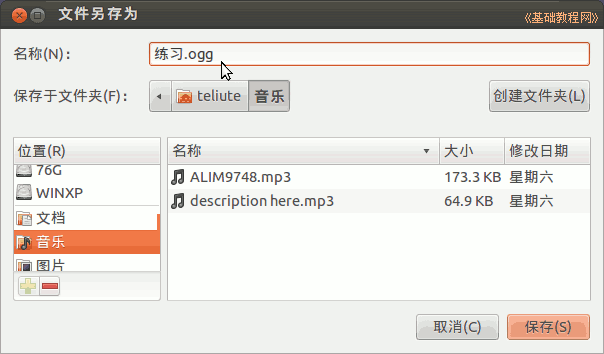 文件另存为
《基础教程网》
名称(N)：
练习.ogg
保存于文件夹(F)：
teliute 音乐
创建文件夹(L)
位置(R)
76G
WINXP
文档
音乐
图片
名称 大小 修改日期
ALIM9748.mp3 173.3 KB 星期六
description here.mp3 64.9 KB 星期六
取消(C)
保存(S)